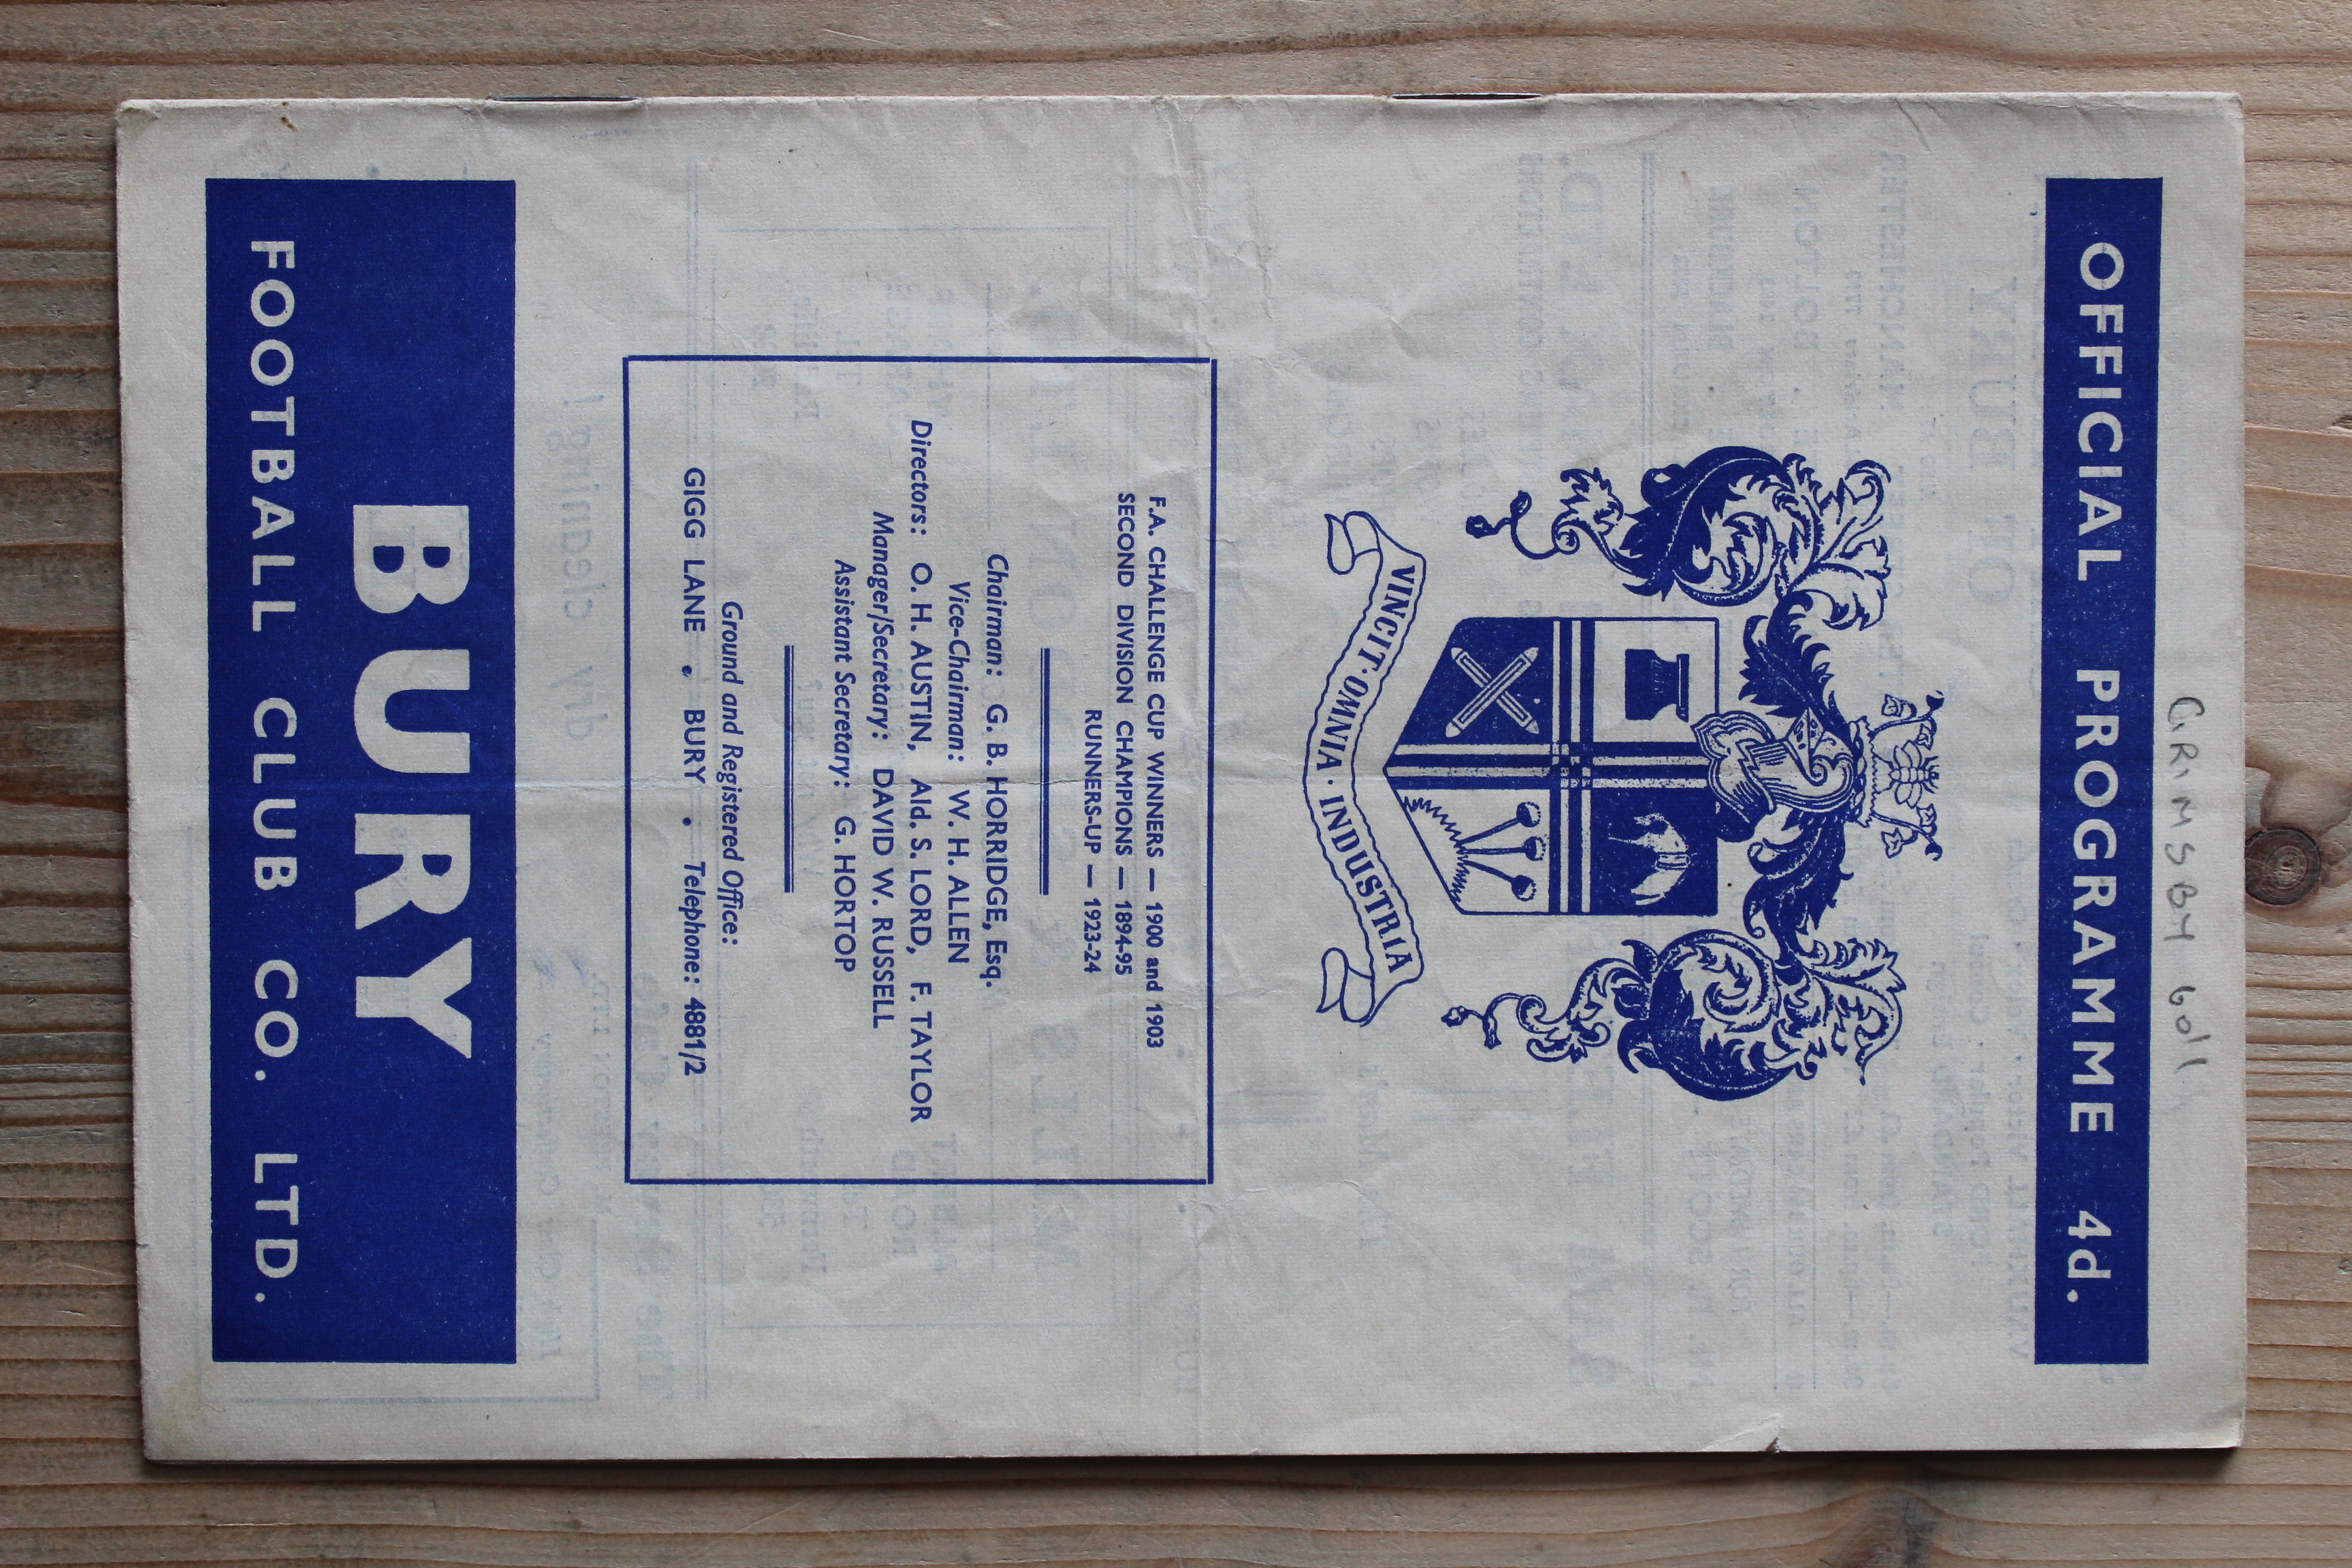 GRIMSBY 60/1
OFFICIAL PROGRAMME 4d.
VINCIT · OMNIA · INDUSTRIA
F.A. CHALLENGE CUP WINNERS — 1900 and 1903
SECOND DIVISION CHAMPIONS — 1894-95
RUNNERS-UP — 1923-24
Chairman: G. B. HORRIDGE, Esq.
Vice-Chairman: W. H. ALLEN
Directors: O. H. AUSTIN, Ald. S. LORD, F. TAYLOR
Manager/Secretary: DAVID W. RUSSELL
Assistant Secretary: G. HORTOP
Ground and Registered Office:
GIGG LANE . BURY . Telephone: 4881/2
BURY
FOOTBALL CLUB CO. LTD.